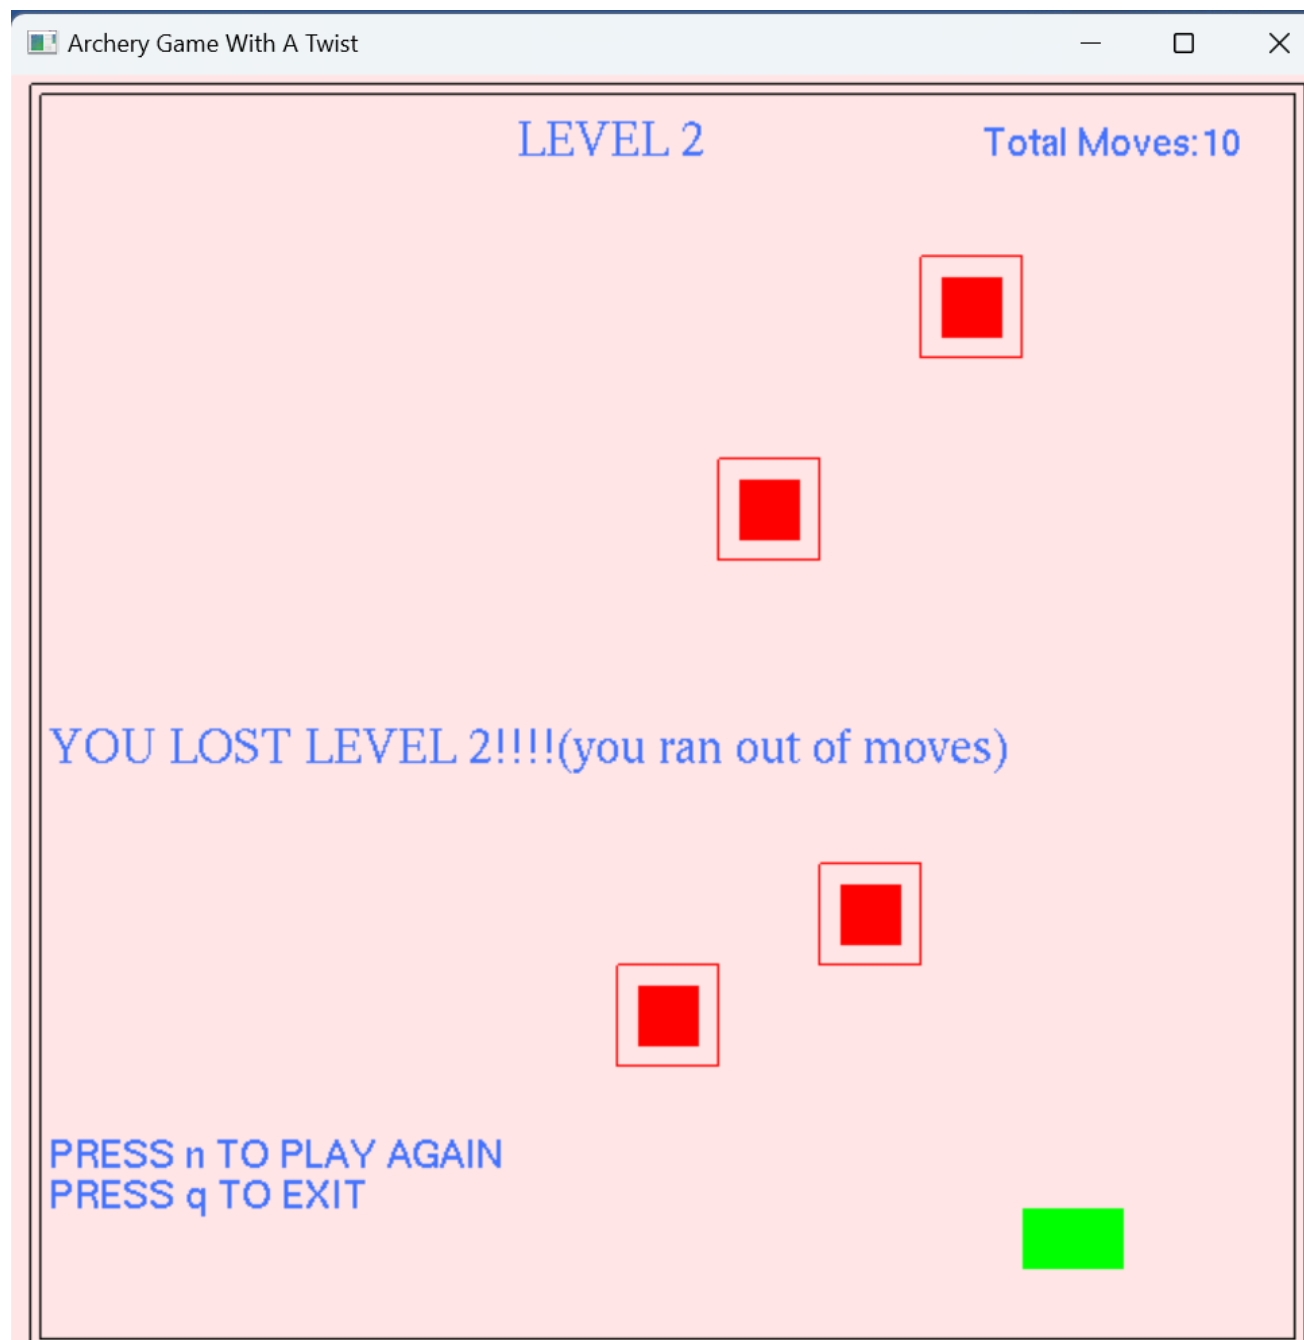 Archery Game With A Twist
LEVEL 2
Total Moves:10
YOU LOST LEVEL 2!!!!(you ran out of moves)
PRESS n TO PLAY AGAIN
PRESS q TO EXIT